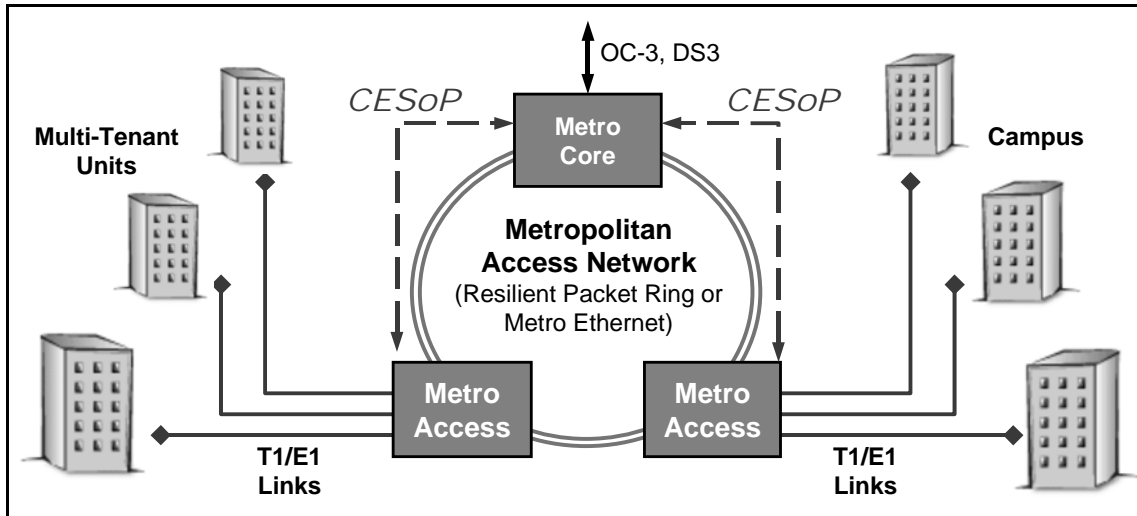 OC-3, DS3
CESoP
CESoP
Metro
Core
Multi-Tenant
Units
Campus
Metropolitan
Access Network
(Resilient Packet Ring or
Metro Ethernet)
Metro
Access
Metro
Access
T1/E1
Links
T1/E1
Links